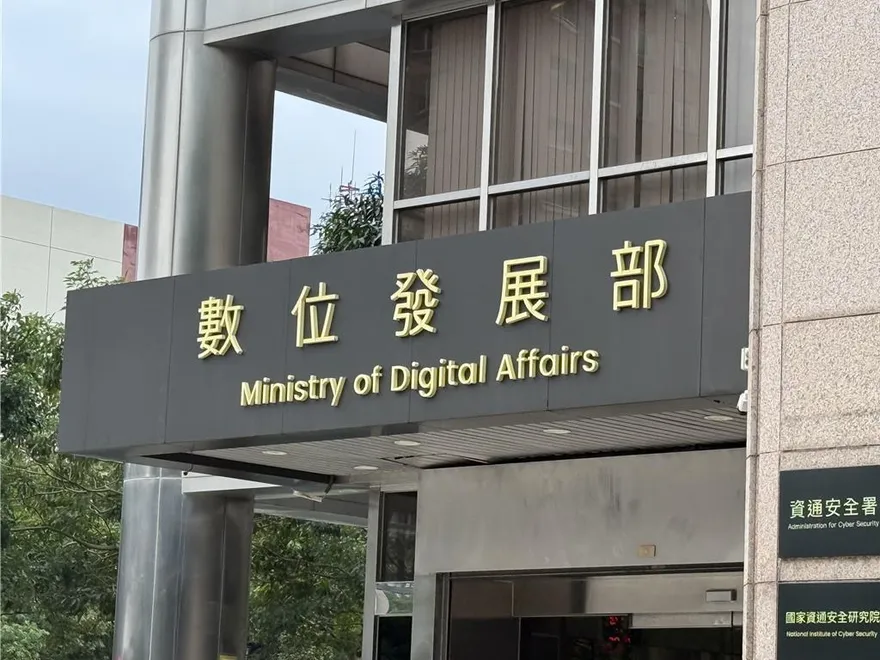 數位發展部
Ministry of Digital Affairs
資通安全署
Administration for Cyber Security
國家資通安全研究院
National Institute of Cyber Security